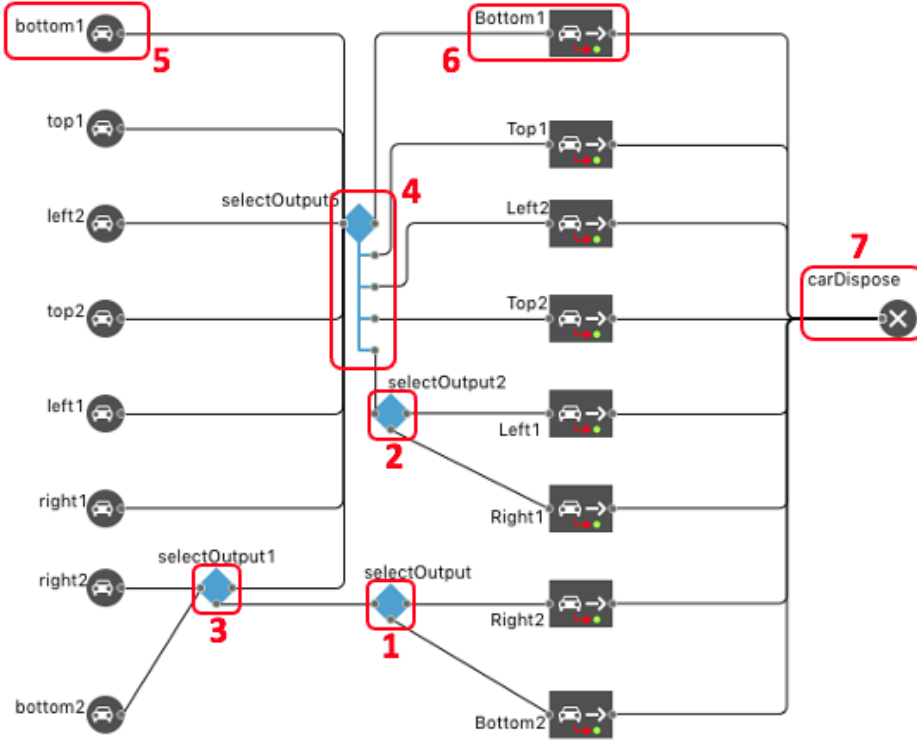 bottom1
5
Bottom1
6
top1
Top1
selectOutput5
4
left2
Left2
7
carDispose
top2
Top2
selectOutput2
left1
2
Left1
right1
Right1
selectOutput1
selectOutput
right2
3
1
Right2
bottom2
Bottom2